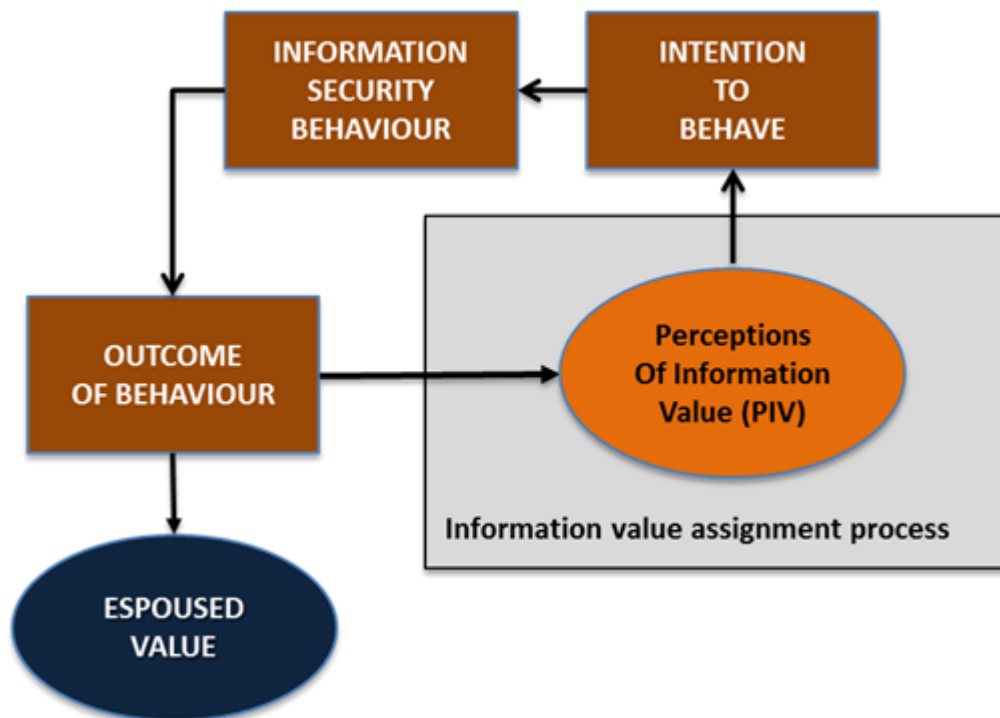 INFORMATION
SECURITY
BEHAVIOUR
INTENTION
TO
BEHAVE
OUTCOME
OF BEHAVIOUR
Perceptions
Of Information
Value (PIV)
Information value assignment process
ESPOUSED
VALUE